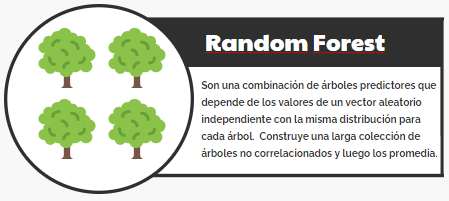 Random Forest
Son una combinación de árboles predictores que
depende de los valores de un vector aleatorio
independiente con la misma distribución para
cada árbol. Construye una larga colección de
árboles no correlacionados y luego los promedia.